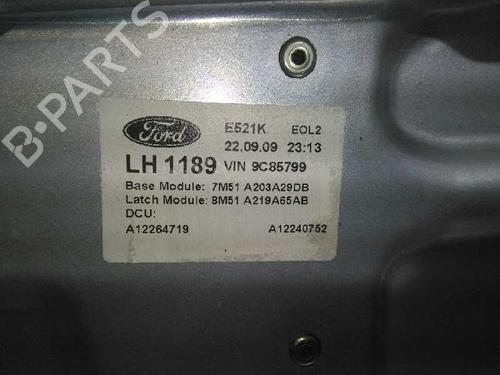 B-PARTS
Ford E521K EOL2
22.09.09 23:13
LH 1189 VIN 9C85799
Base Module: 7M51 A203A29DB
Latch Module: 8M51 A219A65AB
DCU:
A12264719 A12240752